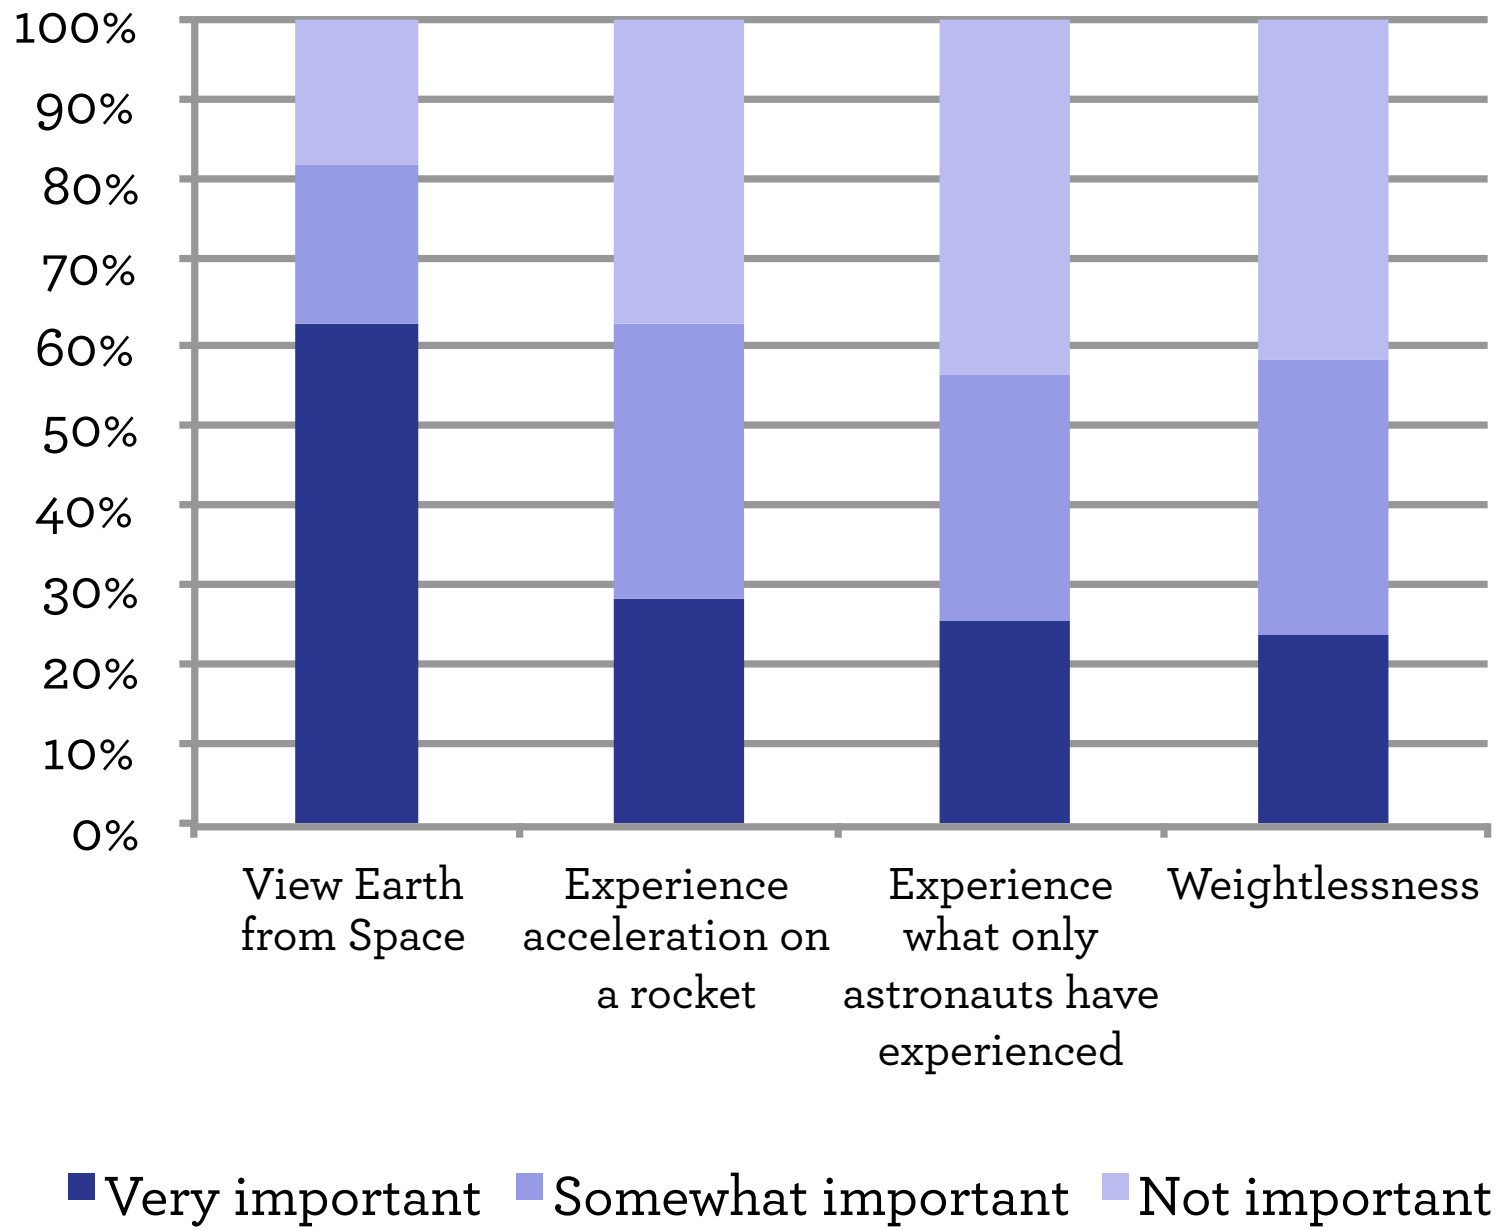 100%
90%
80%
70%
60%
50%
40%
30%
20%
10%
0%
View Earth
from Space
Experience
acceleration on
a rocket
Experience
what only
astronauts have
experienced
Weightlessness
Very important
Somewhat important
Not important